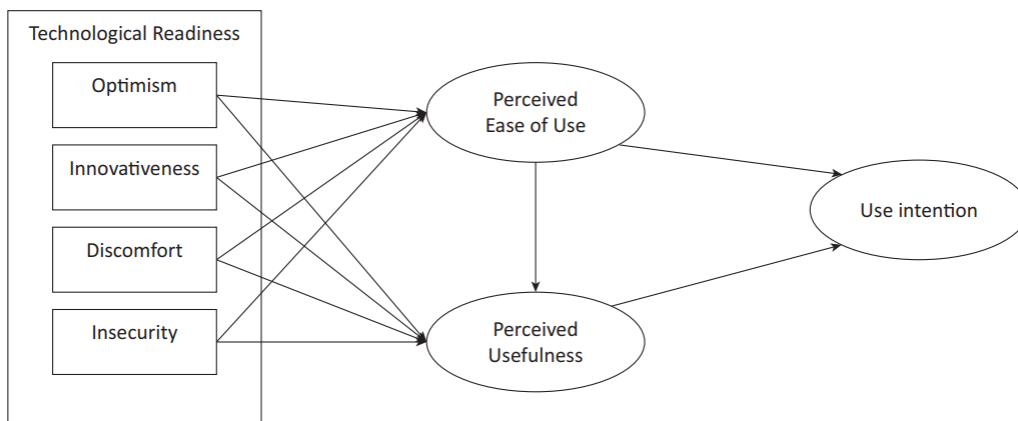 Technological Readiness
Optimism
Innovativeness
Discomfort
Insecurity
Perceived
Ease of Use
Perceived
Usefulness
Use intention